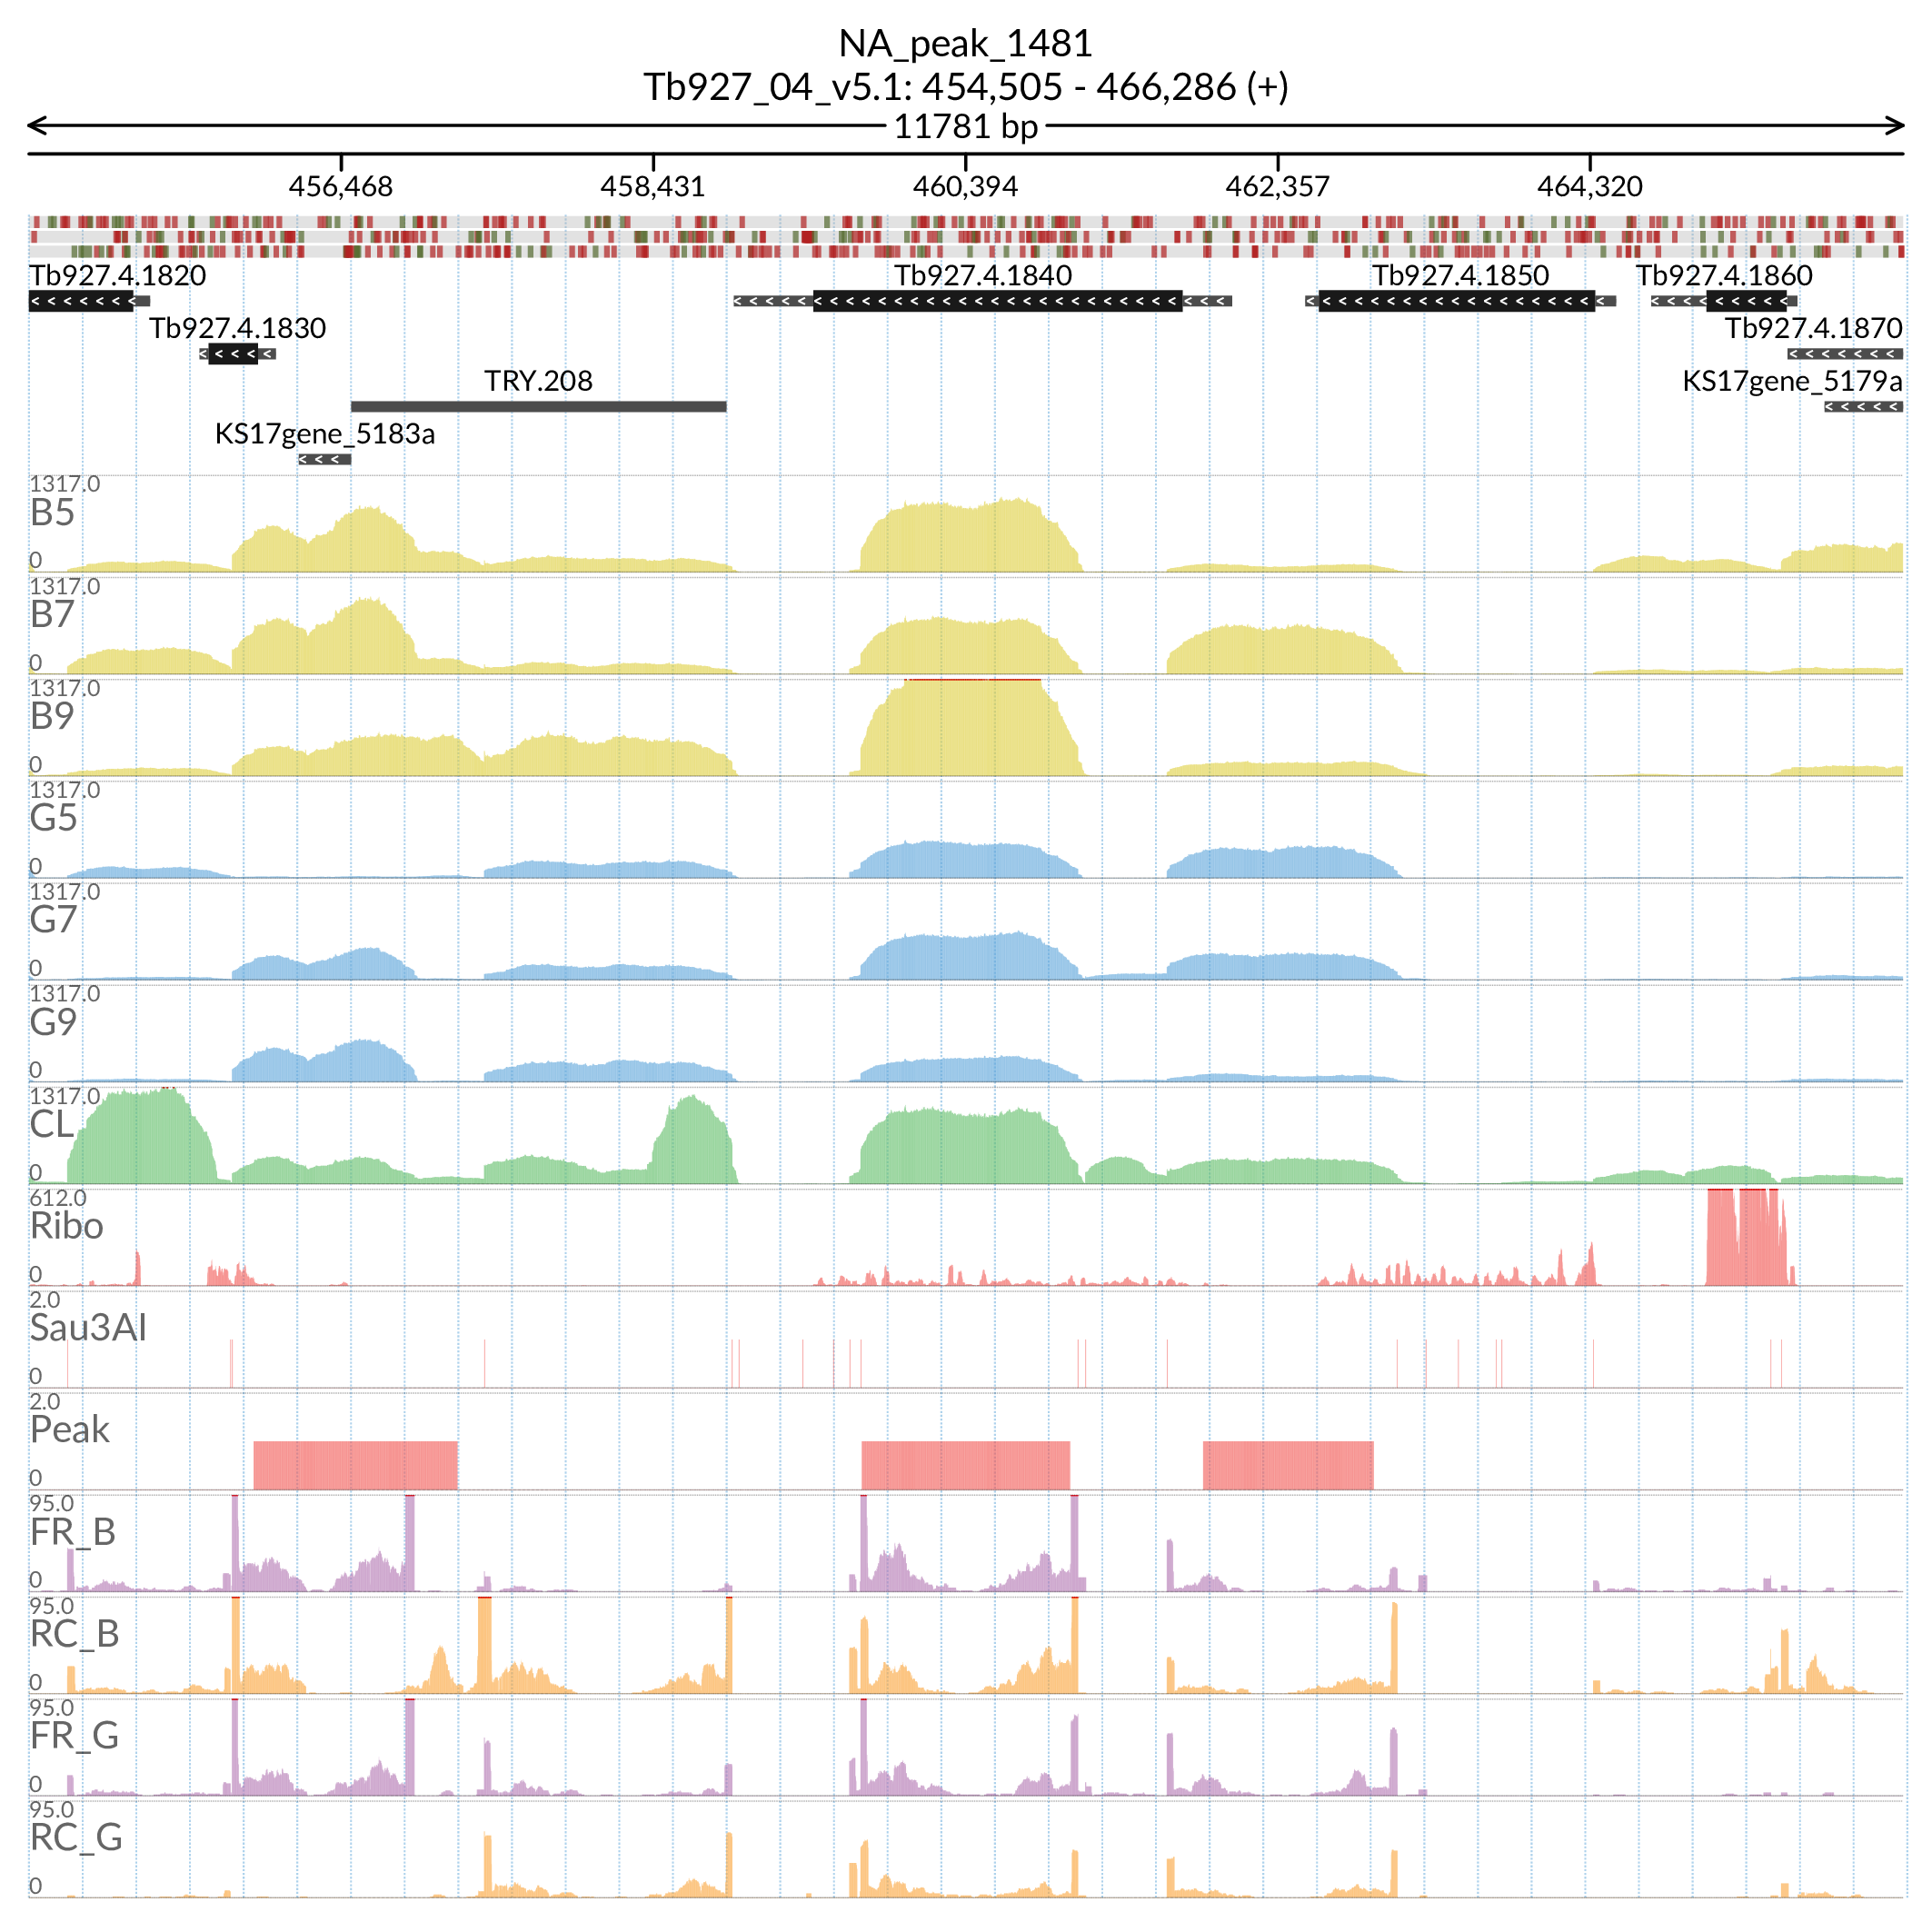 NA_peak_1481
Tb927_04_v5.1: 454,505 - 466,286 (+)
11781 bp
456,468 458,431 460,394 462,357 464,320
Tb927.4.1820 Tb927.4.1840 Tb927.4.1850 Tb927.4.1860
Tb927.4.1830 Tb927.4.1870
TRY.208 KS17gene_5179a
KS17gene_5183a
1317.0
B5
0
1317.0
B7
0
1317.0
B9
0
1317.0
G5
0
1317.0
G7
0
1317.0
G9
0
1317.0
CL
0
612.0
Ribo
0
2.0
Sau3AI
0
2.0
Peak
0
95.0
FR_B
0
95.0
RC_B
0
95.0
FR_G
0
95.0
RC_G
0